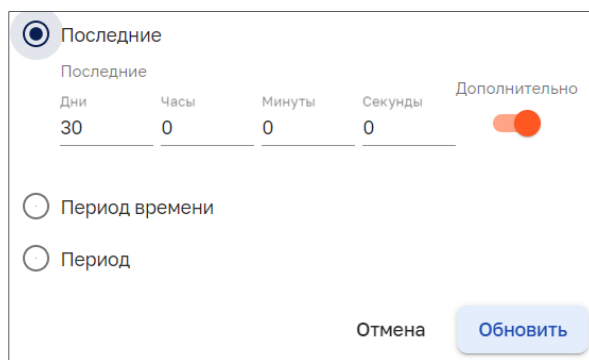 Последние
Последние
Дни Часы Минуты Секунды Дополнительно
30 0 0 0
Период времени
Период
Отмена Обновить